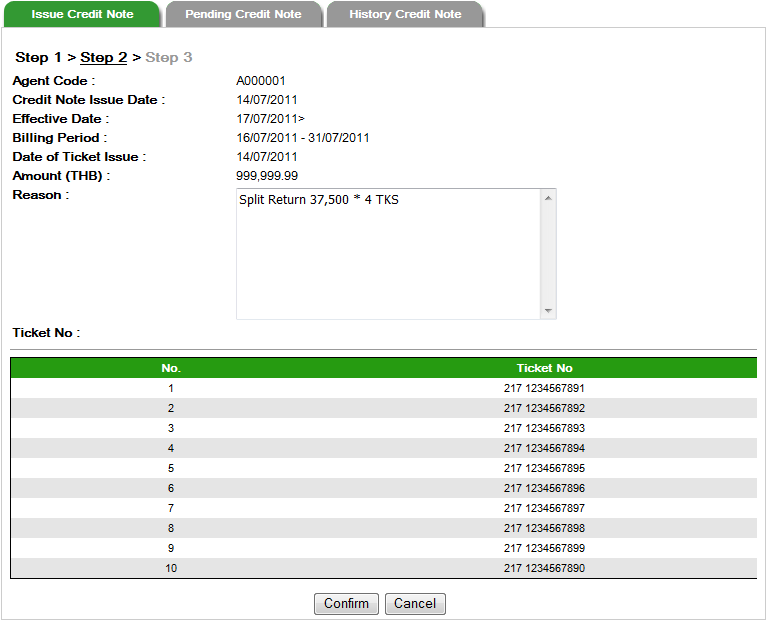 Issue Credit Note Pending Credit Note History Credit Note
Step 1 > Step 2 > Step 3
Agent Code : A000001
Credit Note Issue Date : 14/07/2011
Effective Date : 17/07/2011>
Billing Period : 16/07/2011 - 31/07/2011
Date of Ticket Issue : 14/07/2011
Amount (THB) : 999,999.99
Reason : Split Return 37,500 * 4 TKS
Ticket No :
No. Ticket No
1 217 1234567891
2 217 1234567892
3 217 1234567893
4 217 1234567894
5 217 1234567895
6 217 1234567896
7 217 1234567897
8 217 1234567898
9 217 1234567899
10 217 1234567890
Confirm Cancel